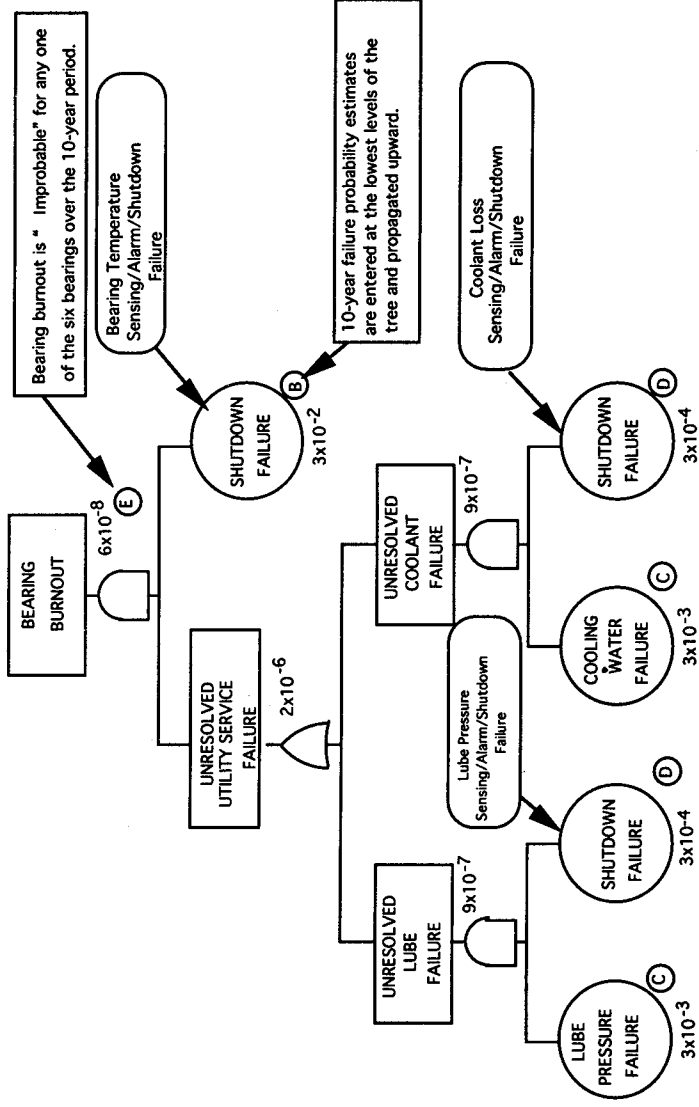 BEARING
BURNOUT
6x10-8
E
Bearing burnout is " Improbable" for any one
of the six bearings over the 10-year period.
Bearing Temperature
Sensing/Alarm/Shutdown
Failure
UNRESOLVED
UTILITY SERVICE
FAILURE
2x10-6
SHUTDOWN
FAILURE
B
3x10-2
10-year failure probability estimates
are entered at the lowest levels of the
tree and propagated upward.
UNRESOLVED
LUBE
FAILURE
9x10-7
UNRESOLVED
COOLANT
FAILURE
9x10-7
Lube Pressure
Sensing/Alarm/Shutdown
Failure
Coolant Loss
Sensing/Alarm/Shutdown
Failure
LUBE
PRESSURE
FAILURE
C
3x10-3
SHUTDOWN
FAILURE
D
3x10-4
COOLING
WATER
FAILURE
C
3x10-3
SHUTDOWN
FAILURE
D
3x10-4